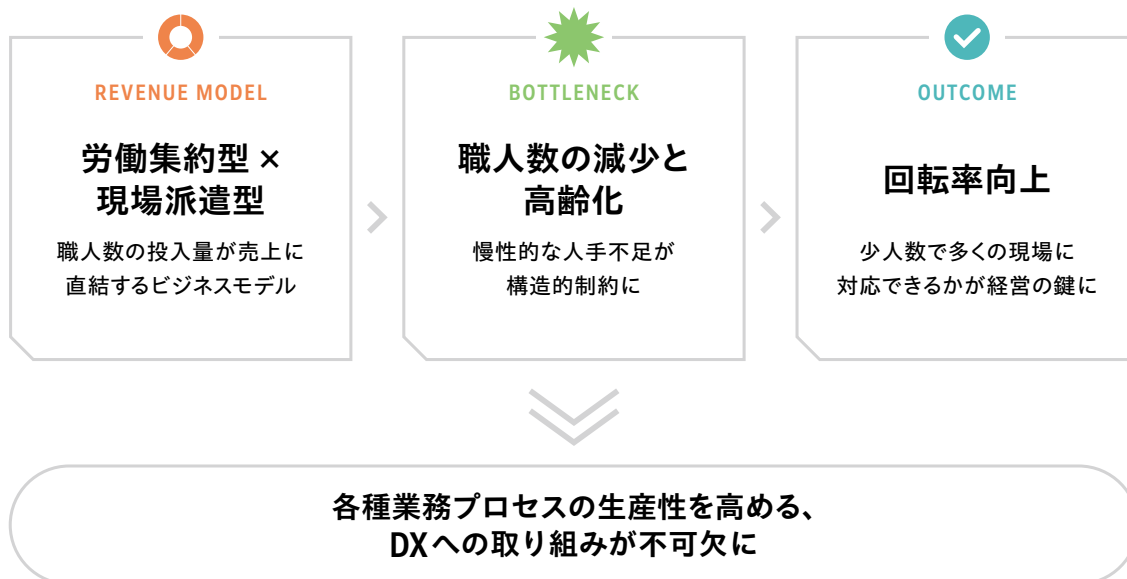 REVENUE MODEL
労働集約型 ×
現場派遣型
職人数の投入量が売上に
直結するビジネスモデル
BOTTLENECK
職人数の減少と
高齢化
慢性的な人手不足が
構造的制約に
OUTCOME
回転率向上
少人数で多くの現場に
対応できるかが経営の鍵に
各種業務プロセスの生産性を高める、
DXへの取り組みが不可欠に